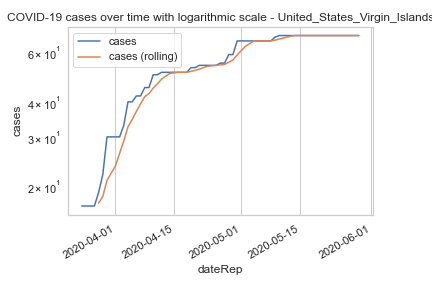 COVID-19 cases over time with logarithmic scale - United_States_Virgin_Islands
cases
cases (rolling)
6 × 10¹
4 × 10¹
3 × 10¹
2 × 10¹
cases
2020-04-01
2020-04-15
2020-05-01
2020-05-15
2020-06-01
dateRep